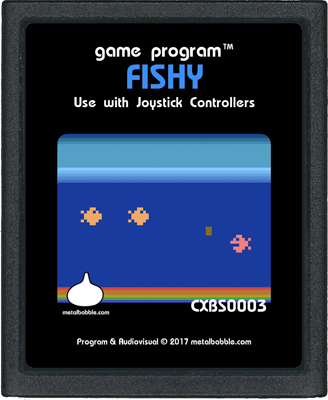 game program™
FISHY
Use with Joystick Controllers
CXBS0003
metalbabble.com
Program & Audiovisual © 2017 metalbabble.com